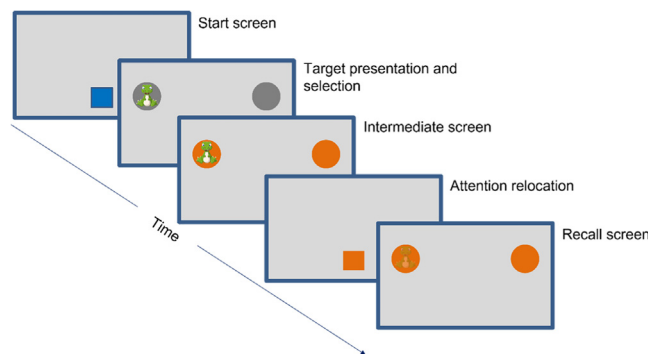 Start screen
Target presentation and
selection
Intermediate screen
Attention relocation
Recall screen
Time